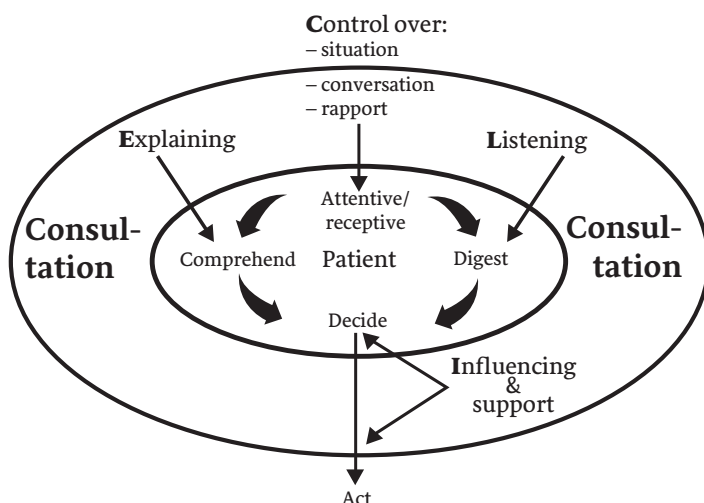 Control over:
– situation
– conversation
– rapport
Explaining
Listening
Attentive/
receptive
Consul-
tation
Comprehend
Patient
Digest
Consul-
tation
Decide
Influencing
&
support
Act